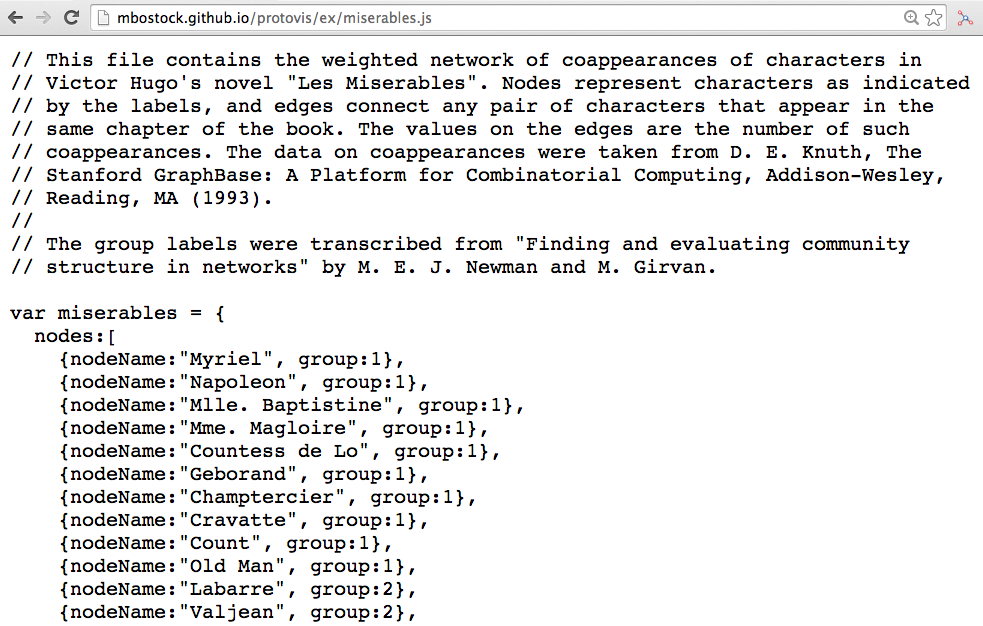 mbostock.github.io/protovis/ex/miserables.js
// This file contains the weighted network of coappearances of characters in
// Victor Hugo's novel "Les Miserables". Nodes represent characters as indicated
// by the labels, and edges connect any pair of characters that appear in the
// same chapter of the book. The values on the edges are the number of such
// coappearances. The data on coappearances were taken from D. E. Knuth, The
// Stanford GraphBase: A Platform for Combinatorial Computing, Addison-Wesley,
// Reading, MA (1993).
//
// The group labels were transcribed from "Finding and evaluating community
// structure in networks" by M. E. J. Newman and M. Girvan.

var miserables = {
  nodes:[
    {nodeName:"Myriel", group:1},
    {nodeName:"Napoleon", group:1},
    {nodeName:"Mlle. Baptistine", group:1},
    {nodeName:"Mme. Magloire", group:1},
    {nodeName:"Countess de Lo", group:1},
    {nodeName:"Geborand", group:1},
    {nodeName:"Champtercier", group:1},
    {nodeName:"Cravatte", group:1},
    {nodeName:"Count", group:1},
    {nodeName:"Old Man", group:1},
    {nodeName:"Labarre", group:2},
    {nodeName:"Valjean", group:2},